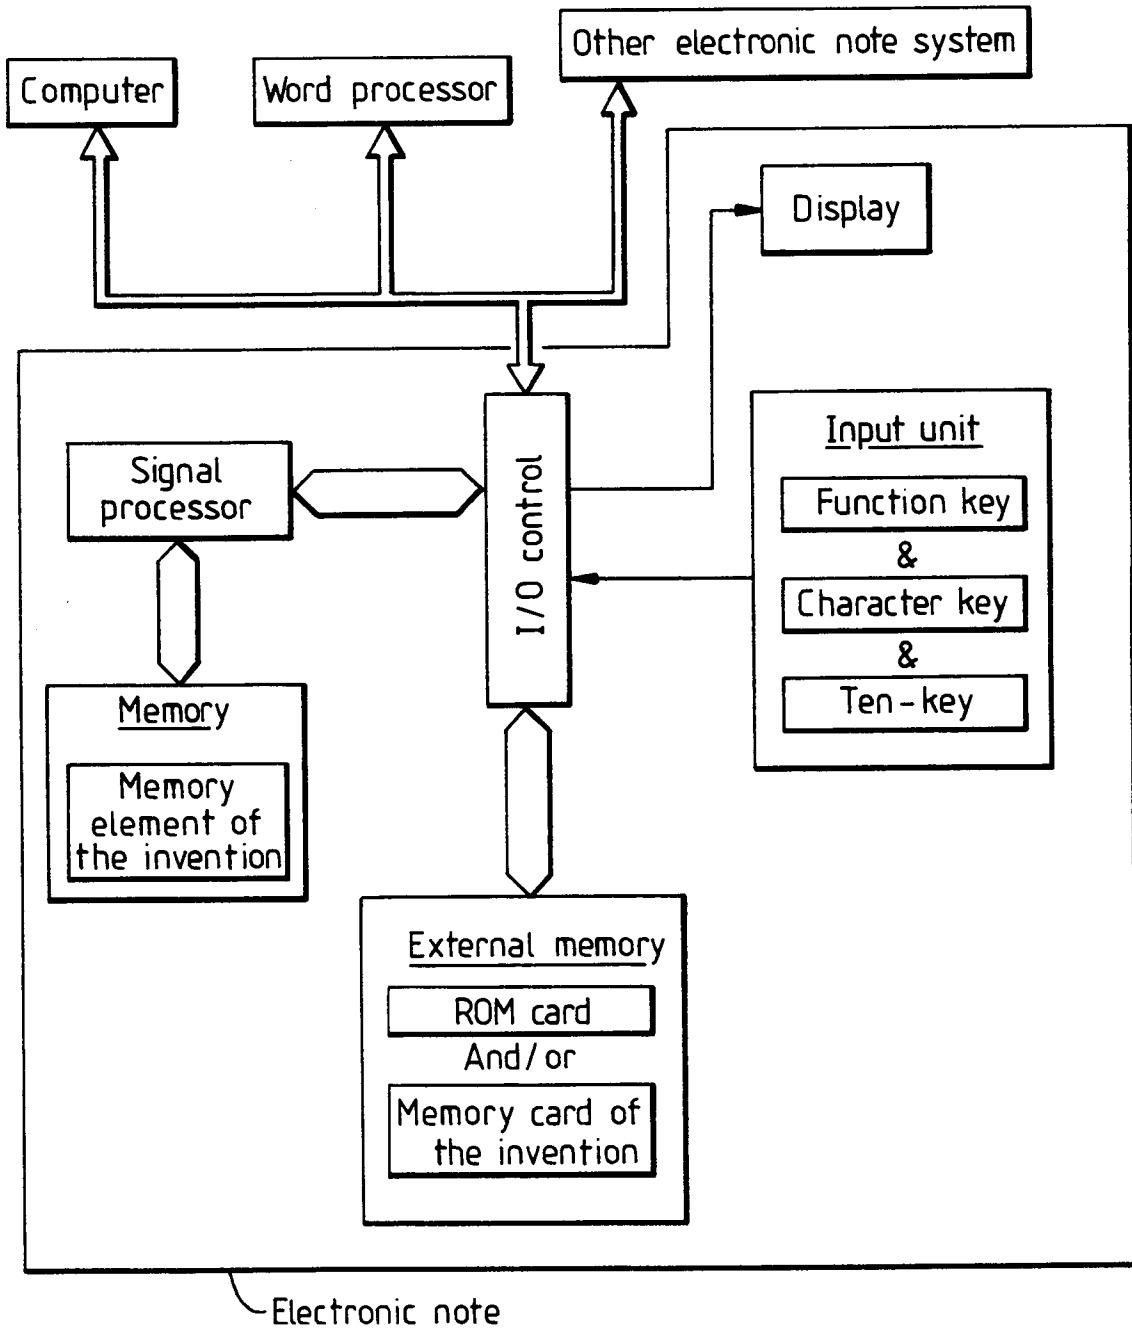 Other electronic note system
Computer
Word processor
Display
Input unit
Function key
&
Character key
&
Ten-key
Signal
processor
I/O control
Memory
Memory
element of
the invention
External memory
ROM card
And/or
Memory card of
the invention
Electronic note